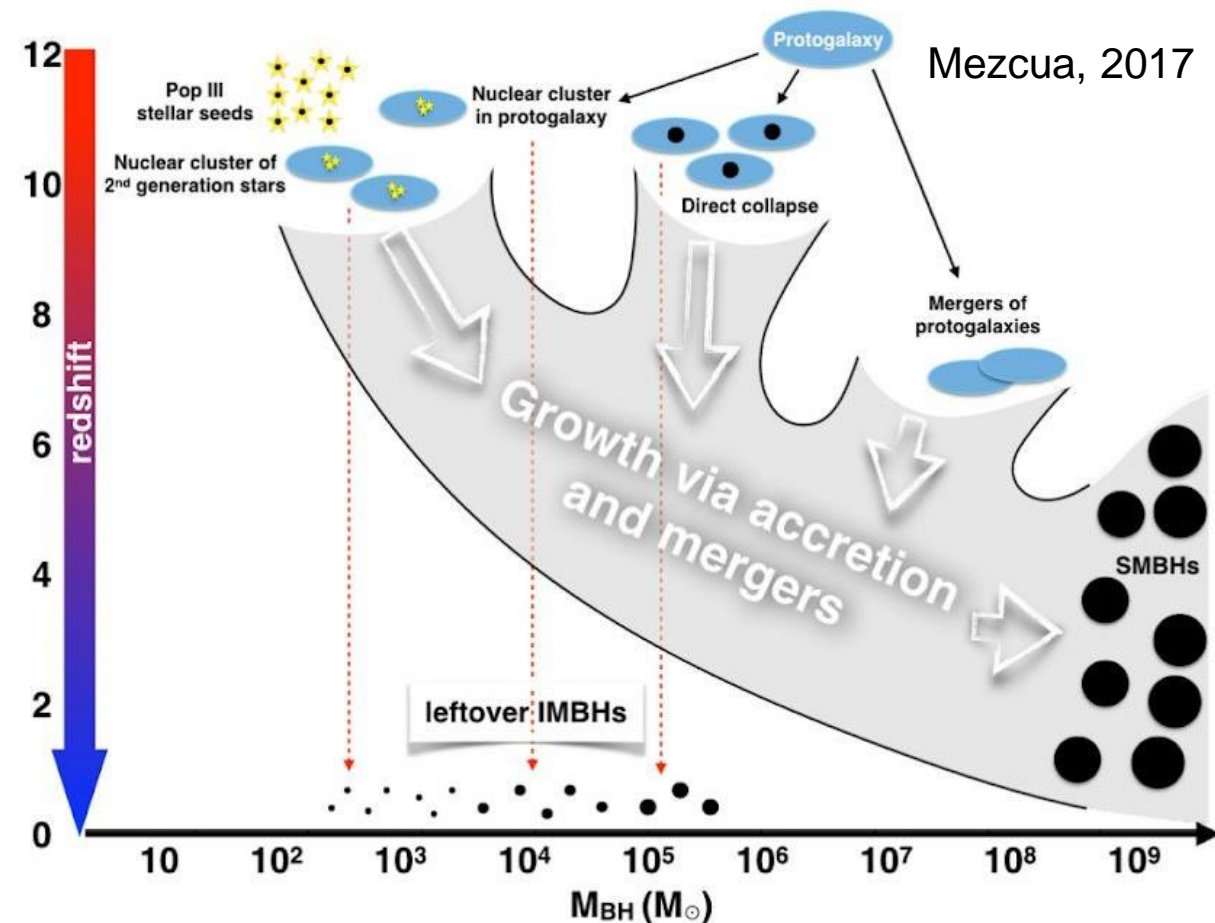 Mezcua, 2017
Protogalaxy
Pop III
stellar seeds
Nuclear cluster
in protogalaxy
Nuclear cluster of
2nd generation stars
Direct collapse
Mergers of
protogalaxies
Growth via accretion
and mergers
SMBHs
leftover IMBHs
redshift
12
10
8
6
4
2
0
10 10² 10³ 10⁴ 10⁵ 10⁶ 10⁷ 10⁸ 10⁹
M_BH (M☉)